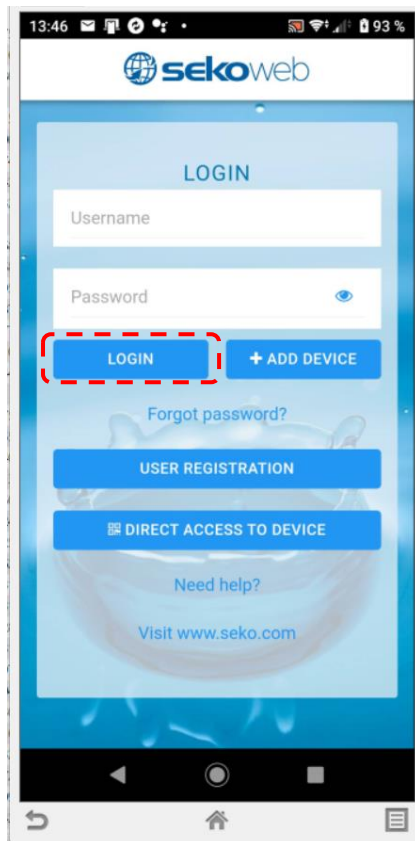 13:46 93 %
sekoweb
LOGIN
Username
Password
LOGIN + ADD DEVICE
Forgot password?
USER REGISTRATION
DIRECT ACCESS TO DEVICE
Need help?
Visit www.seko.com